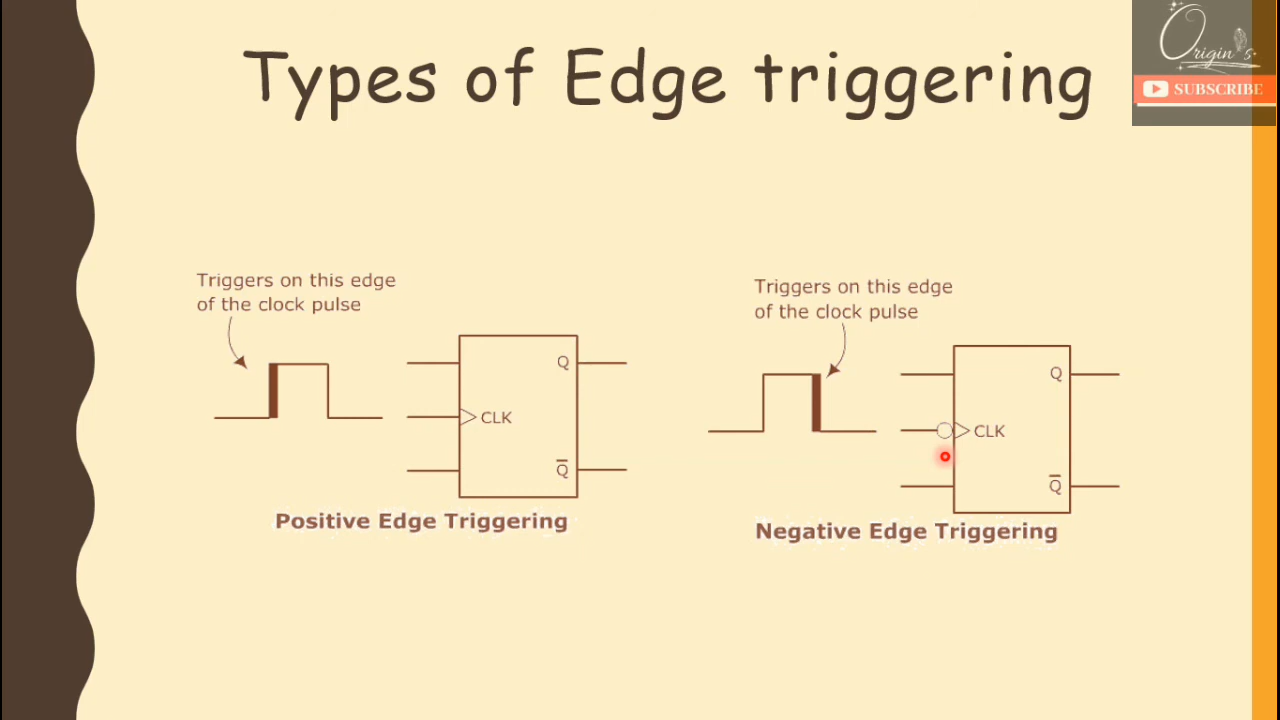 Types of Edge triggering
Origin's
SUBSCRIBE
Triggers on this edge
of the clock pulse
Q
CLK
Q̅
Positive Edge Triggering
Triggers on this edge
of the clock pulse
Q
CLK
Q̅
Negative Edge Triggering